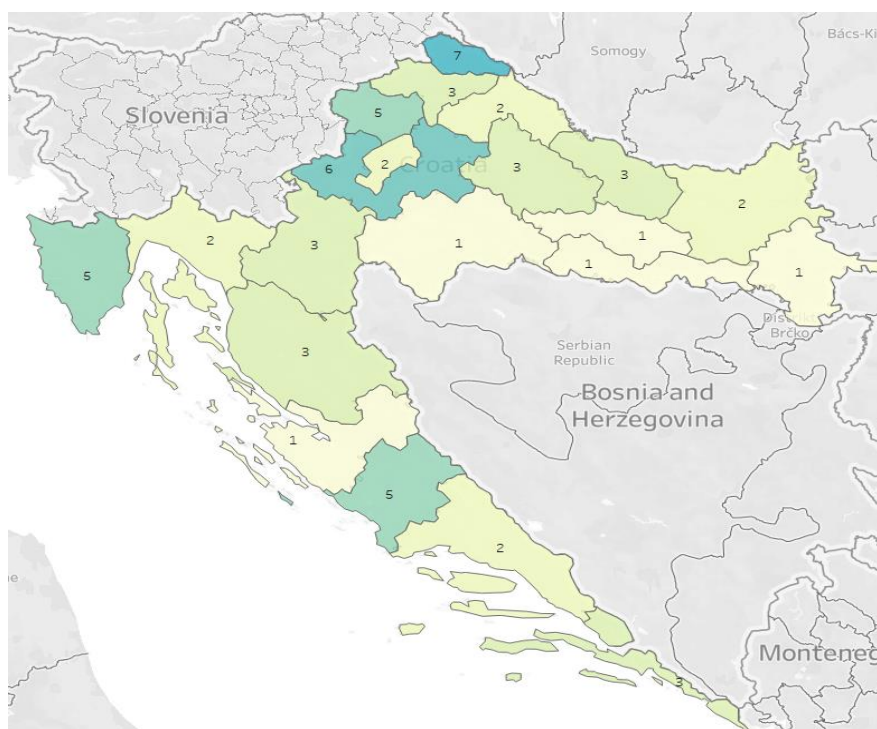 Somogy
Bács-Ki
7
3
2
Slovenia
5
6
2
Croatia
3
3
2
5
2
3
1
1
1
1
3
Serbian
Republic
Brčko
Bosnia and
Herzegovina
1
5
2
Monteneg
3